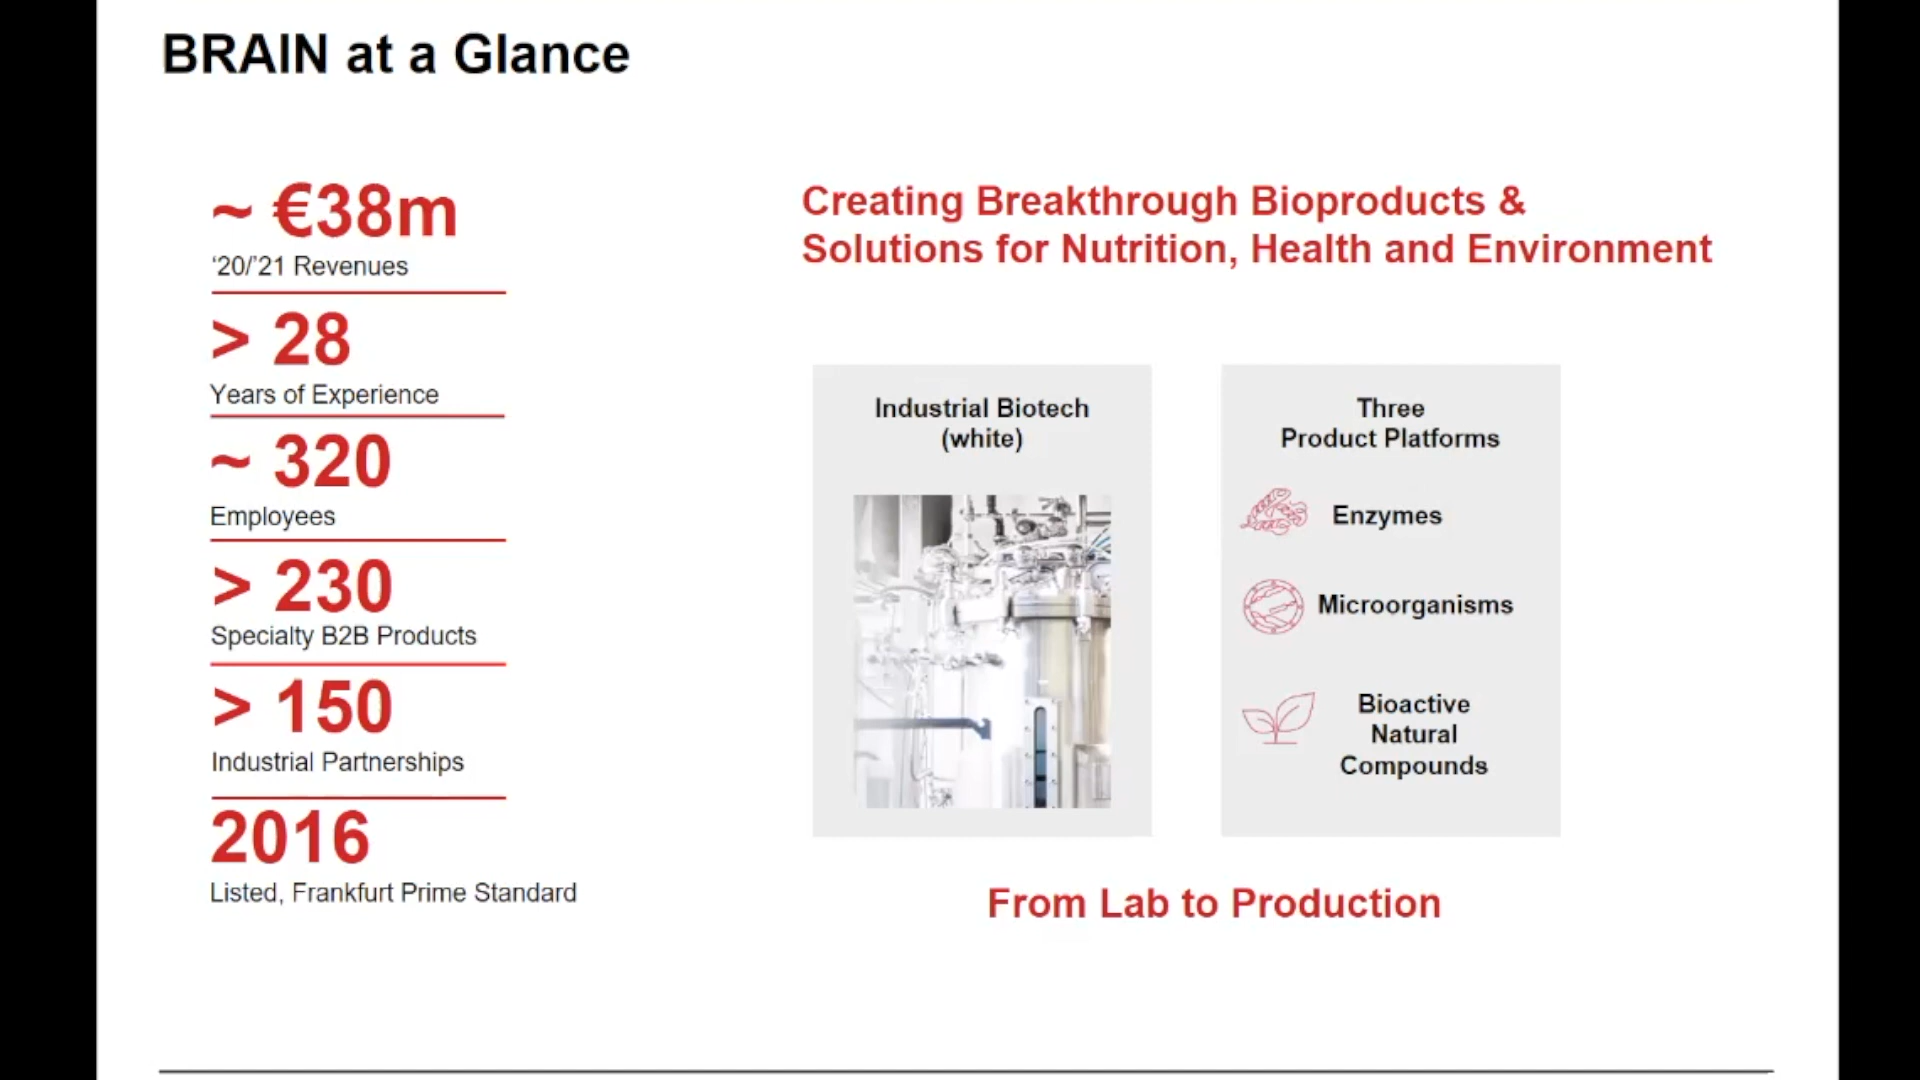 BRAIN at a Glance
~ €38m
‘20/’21 Revenues
> 28
Years of Experience
~ 320
Employees
> 230
Specialty B2B Products
> 150
Industrial Partnerships
2016
Listed, Frankfurt Prime Standard
Creating Breakthrough Bioproducts &
Solutions for Nutrition, Health and Environment
Industrial Biotech
(white)
Three
Product Platforms
Enzymes
Microorganisms
Bioactive
Natural
Compounds
From Lab to Production